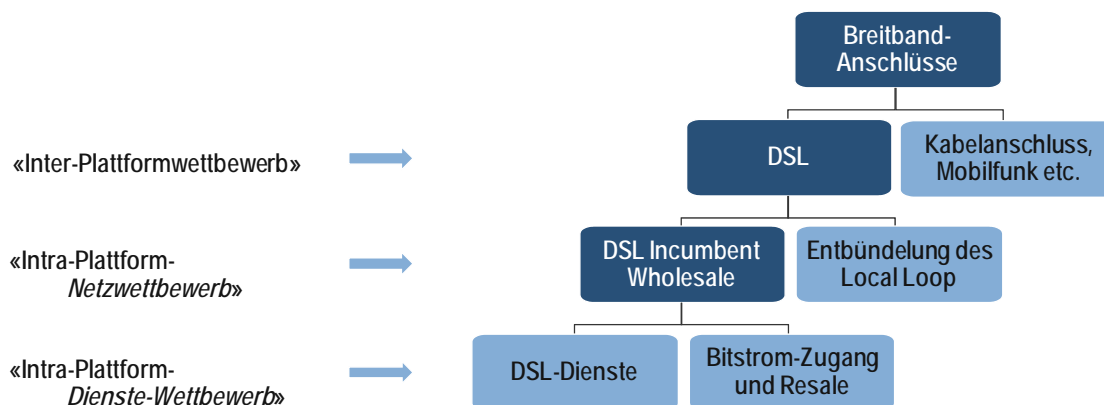 Breitband-
Anschlüsse
«Inter-Plattformwettbewerb»
DSL
Kabelanschluss,
Mobilfunk etc.
«Intra-Plattform-
Netzwettbewerb»
DSL Incumbent
Wholesale
Entbündelung des
Local Loop
«Intra-Plattform-
Dienste-Wettbewerb»
DSL-Dienste
Bitstrom-Zugang
und Resale